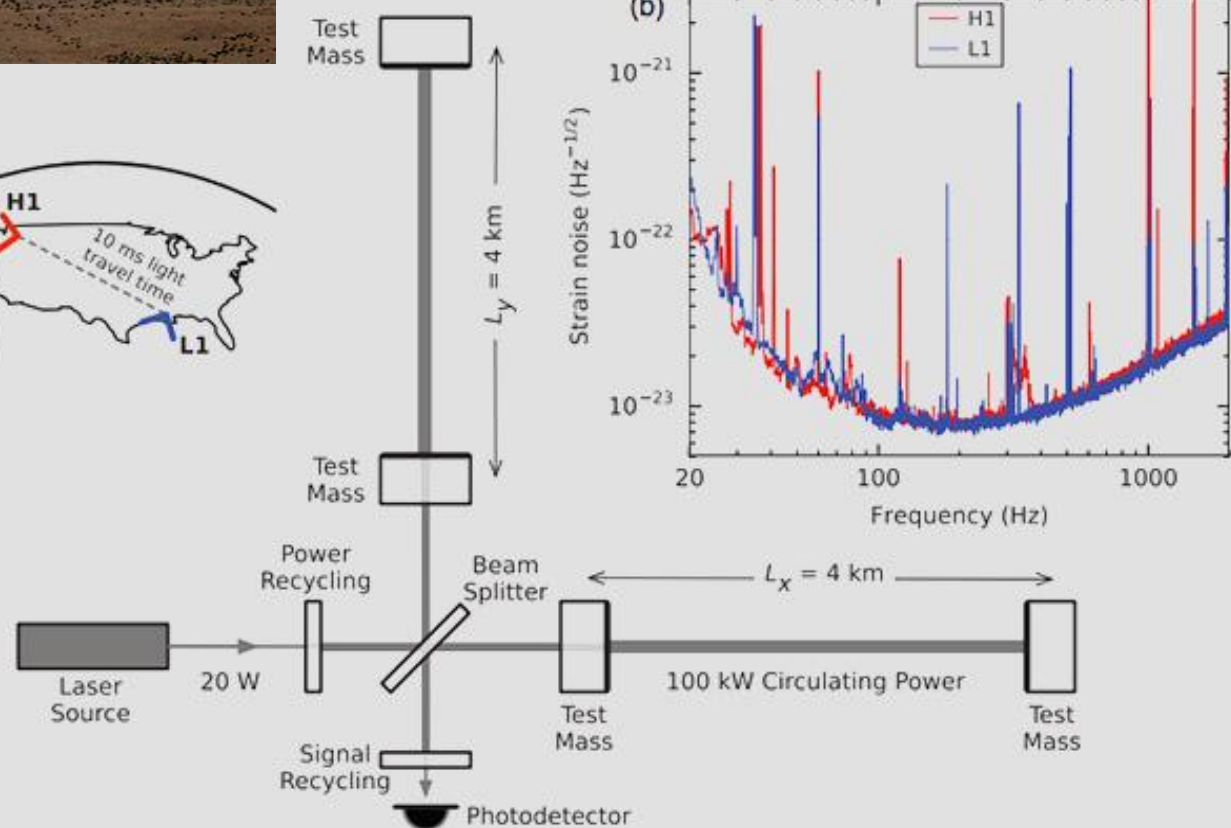 Test
Mass
(b)
H1
L1
10⁻²¹
10⁻²²
10⁻²³
Strain noise (Hz⁻¹/²)
20
100
1000
Frequency (Hz)
H1
10 ms light
travel time
L1
L_y = 4 km
Test
Mass
Power
Recycling
Beam
Splitter
L_x = 4 km
Laser
Source
20 W
100 kW Circulating Power
Test
Mass
Test
Mass
Signal
Recycling
Photodetector